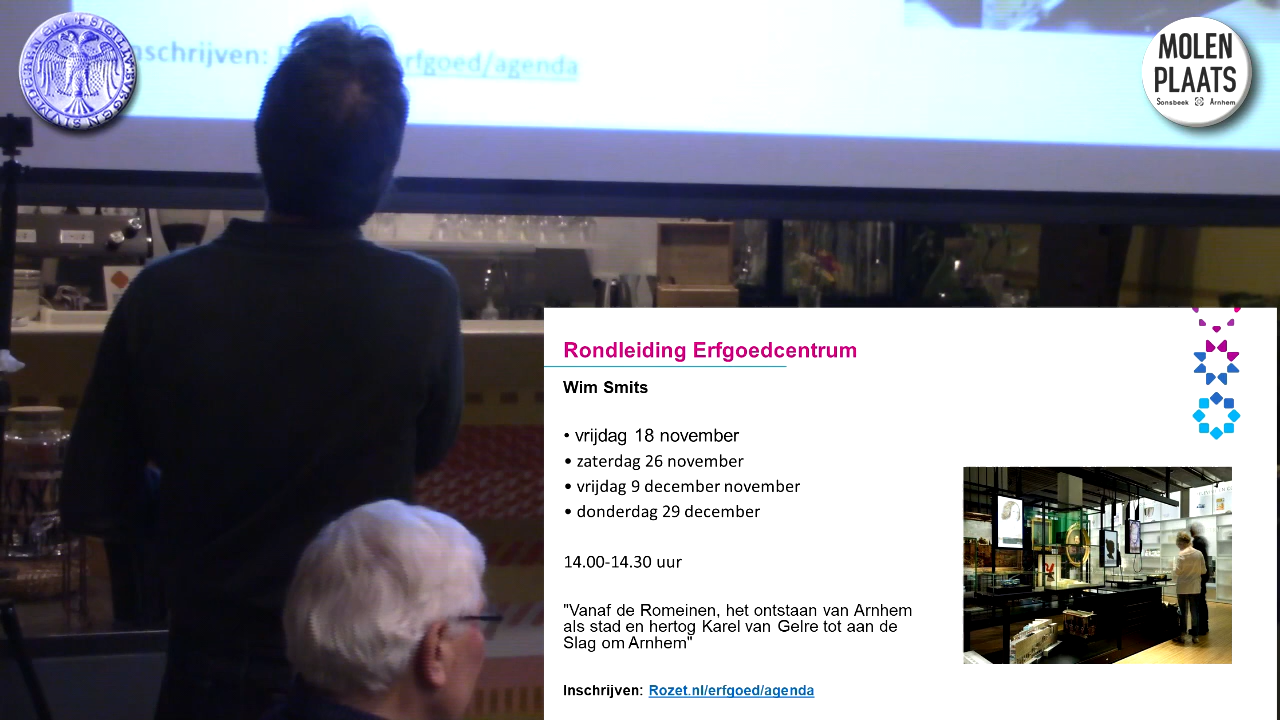 nschrijven:
rfgoed/agenda
MOLEN
PLAATS
Sonsbeek Arnhem
Rondleiding Erfgoedcentrum
Wim Smits
• vrijdag 18 november
• zaterdag 26 november
• vrijdag 9 december november
• donderdag 29 december
14.00-14.30 uur
"Vanaf de Romeinen, het ontstaan van Arnhem
als stad en hertog Karel van Gelre tot aan de
Slag om Arnhem"
Inschrijven: Rozet.nl/erfgoed/agenda